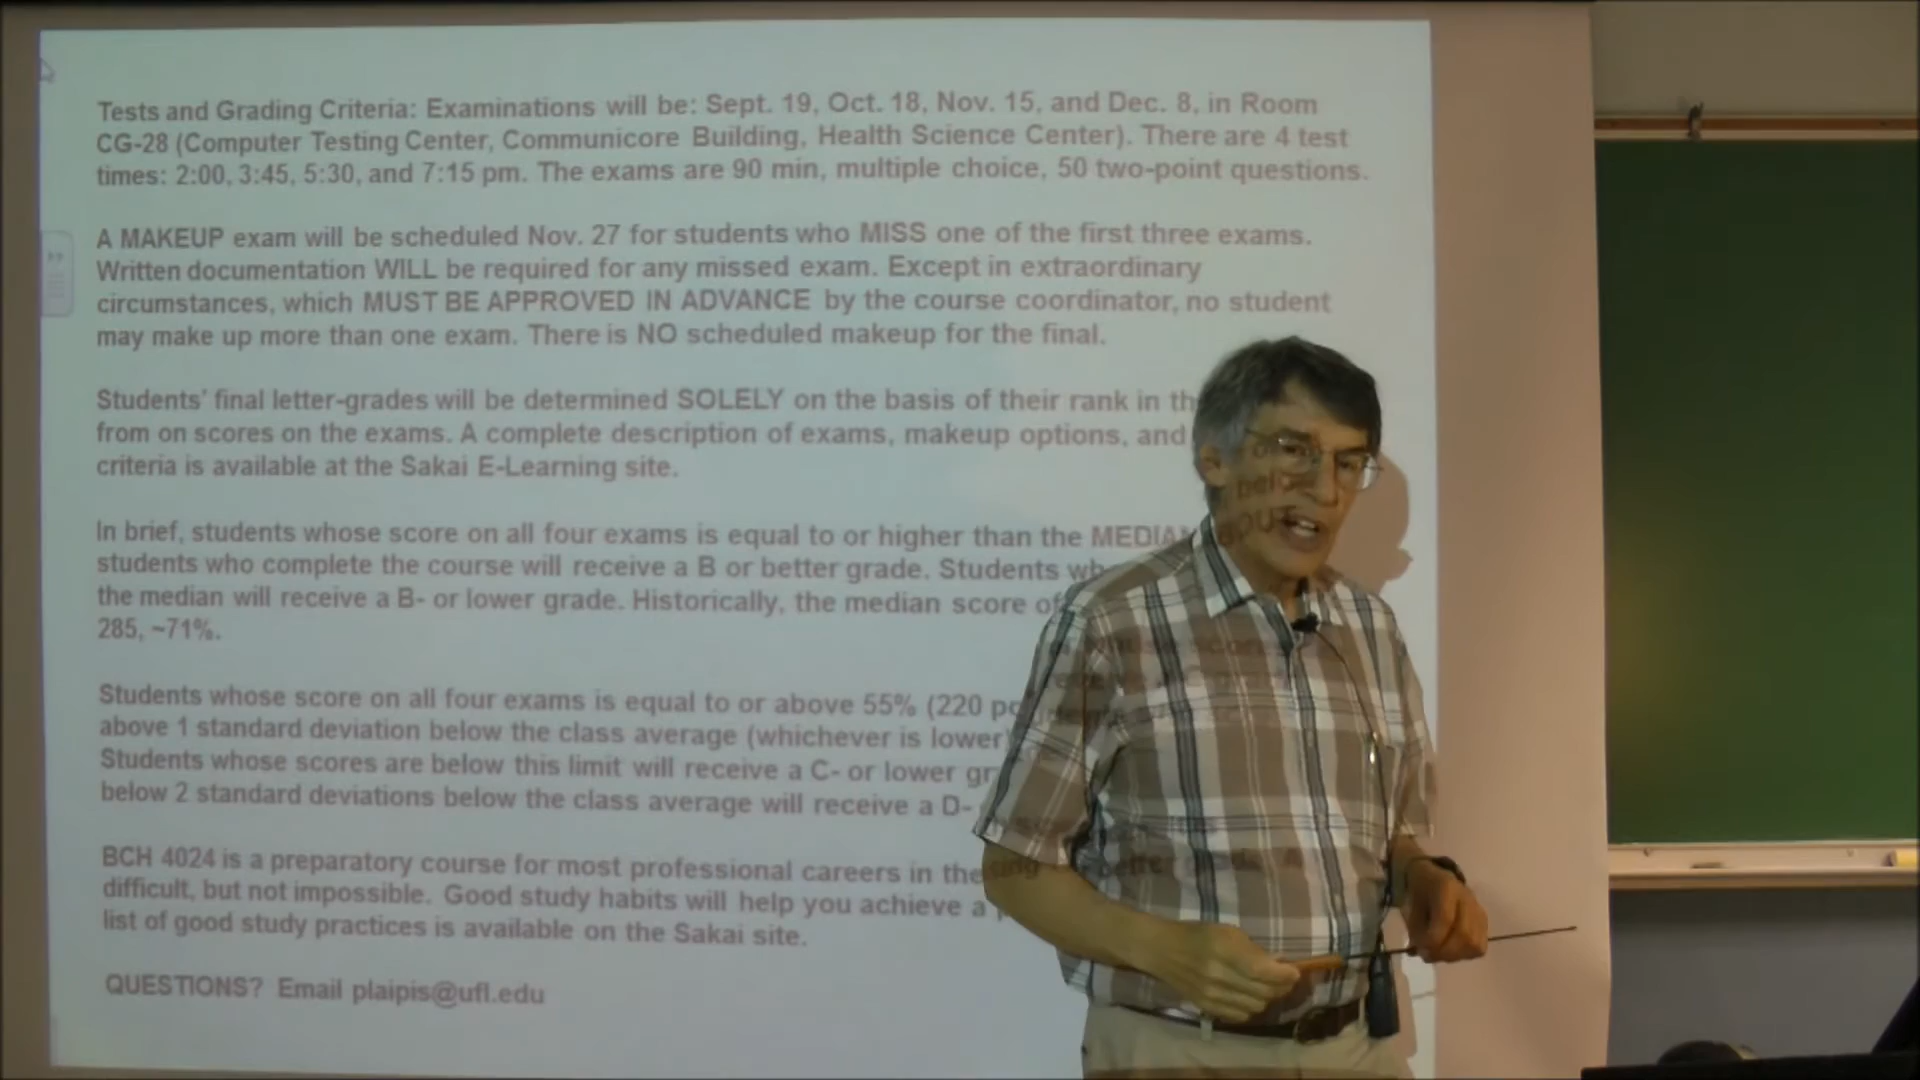 Tests and Grading Criteria: Examinations will be: Sept. 19, Oct. 18, Nov. 15, and Dec. 8, in Room
CG-28 (Computer Testing Center, Communicore Building, Health Science Center). There are 4 test
times: 2:00, 3:45, 5:30, and 7:15 pm. The exams are 90 min, multiple choice, 50 two-point questions.
A MAKEUP exam will be scheduled Nov. 27 for students who MISS one of the first three exams.
Written documentation WILL be required for any missed exam. Except in extraordinary
circumstances, which MUST BE APPROVED IN ADVANCE by the course coordinator, no student
may make up more than one exam. There is NO scheduled makeup for the final.
Students' final letter-grades will be determined SOLELY on the basis of their rank in
from on scores on the exams. A complete description of exams, makeup options, and
criteria is available at the Sakai E-Learning site.
In brief, students whose score on all four exams is equal to or higher than the MEDIAN
students who complete the course will receive a B or better grade. Students
the median will receive a B- or lower grade. Historically, the median score of
285, ~71%.
Students whose score on all four exams is equal to or above 55% (220
above 1 standard deviation below the class average (whichever is lower)
Students whose scores are below this limit will receive a C- or lower
below 2 standard deviations below the class average will receive a D-
BCH 4024 is a preparatory course for most professional careers in the
difficult, but not impossible. Good study habits will help you achieve a
list of good study practices is available on the Sakai site.
QUESTIONS? Email plaipis@ufl.edu